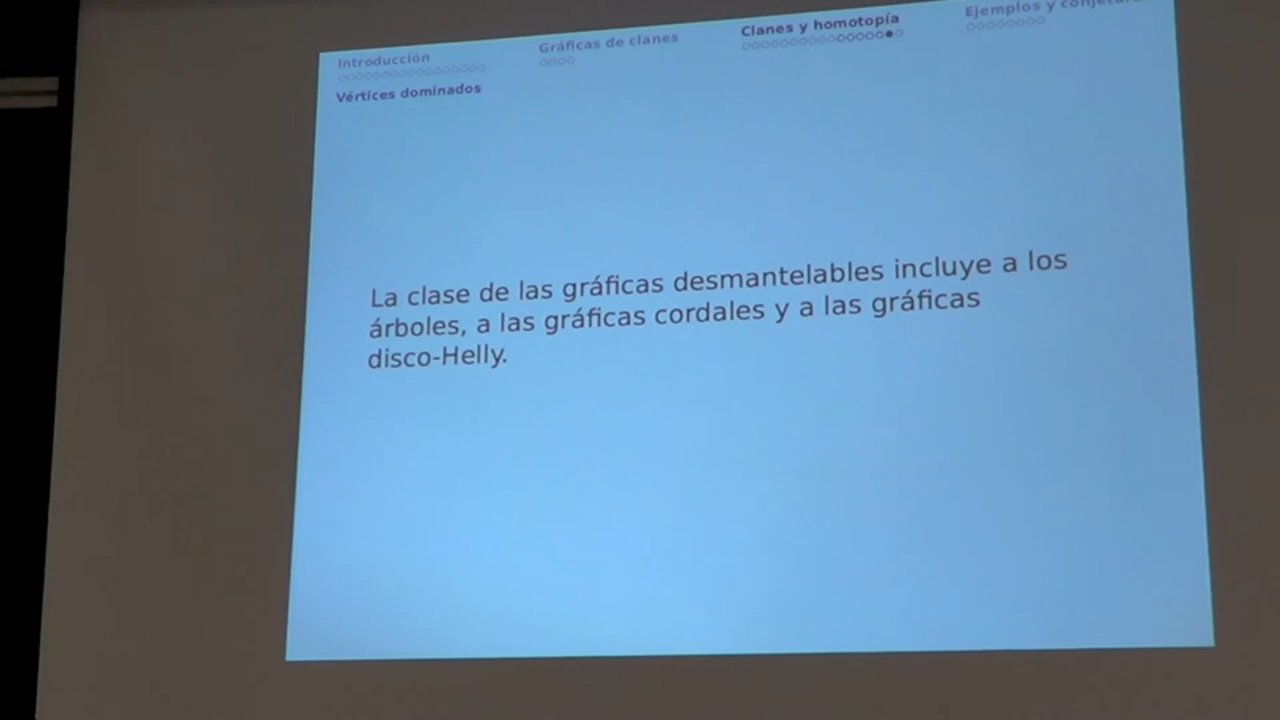 Introducción
Gráficas de clanes
Clanes y homotopía
Ejemplos y
Vértices dominados
La clase de las gráficas desmantelables incluye a los
árboles, a las gráficas cordales y a las gráficas
disco-Helly.